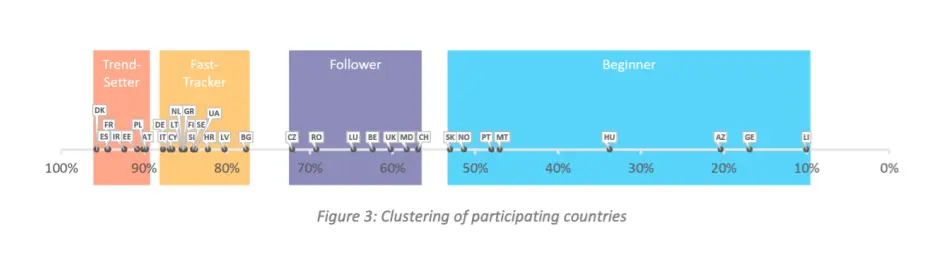 Trend-
Setter
Fast-
Tracker
Follower
Beginner
DK
NL GR UA
FR PL DE LT FI SE
ES IR EE AT IT CY SI HR LV BG CZ RO LU BE UK MD CH SK NO PT MT HU AZ GE LI
100% 90% 80% 70% 60% 50% 40% 30% 20% 10% 0%
Figure 3: Clustering of participating countries